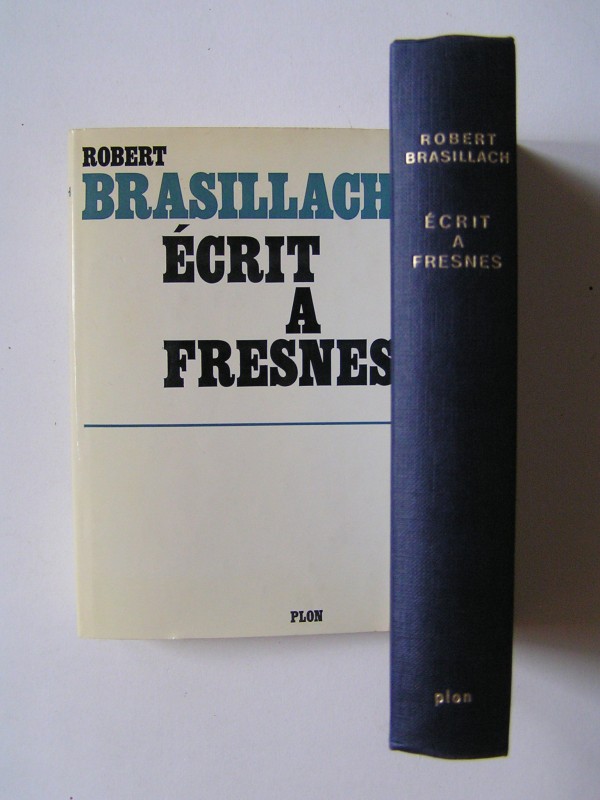 ROBERT
BRASILLACH
ÉCRIT
A
FRESNES
PLON
ROBERT
BRASILLACH
ÉCRIT
A
FRESNES
plon